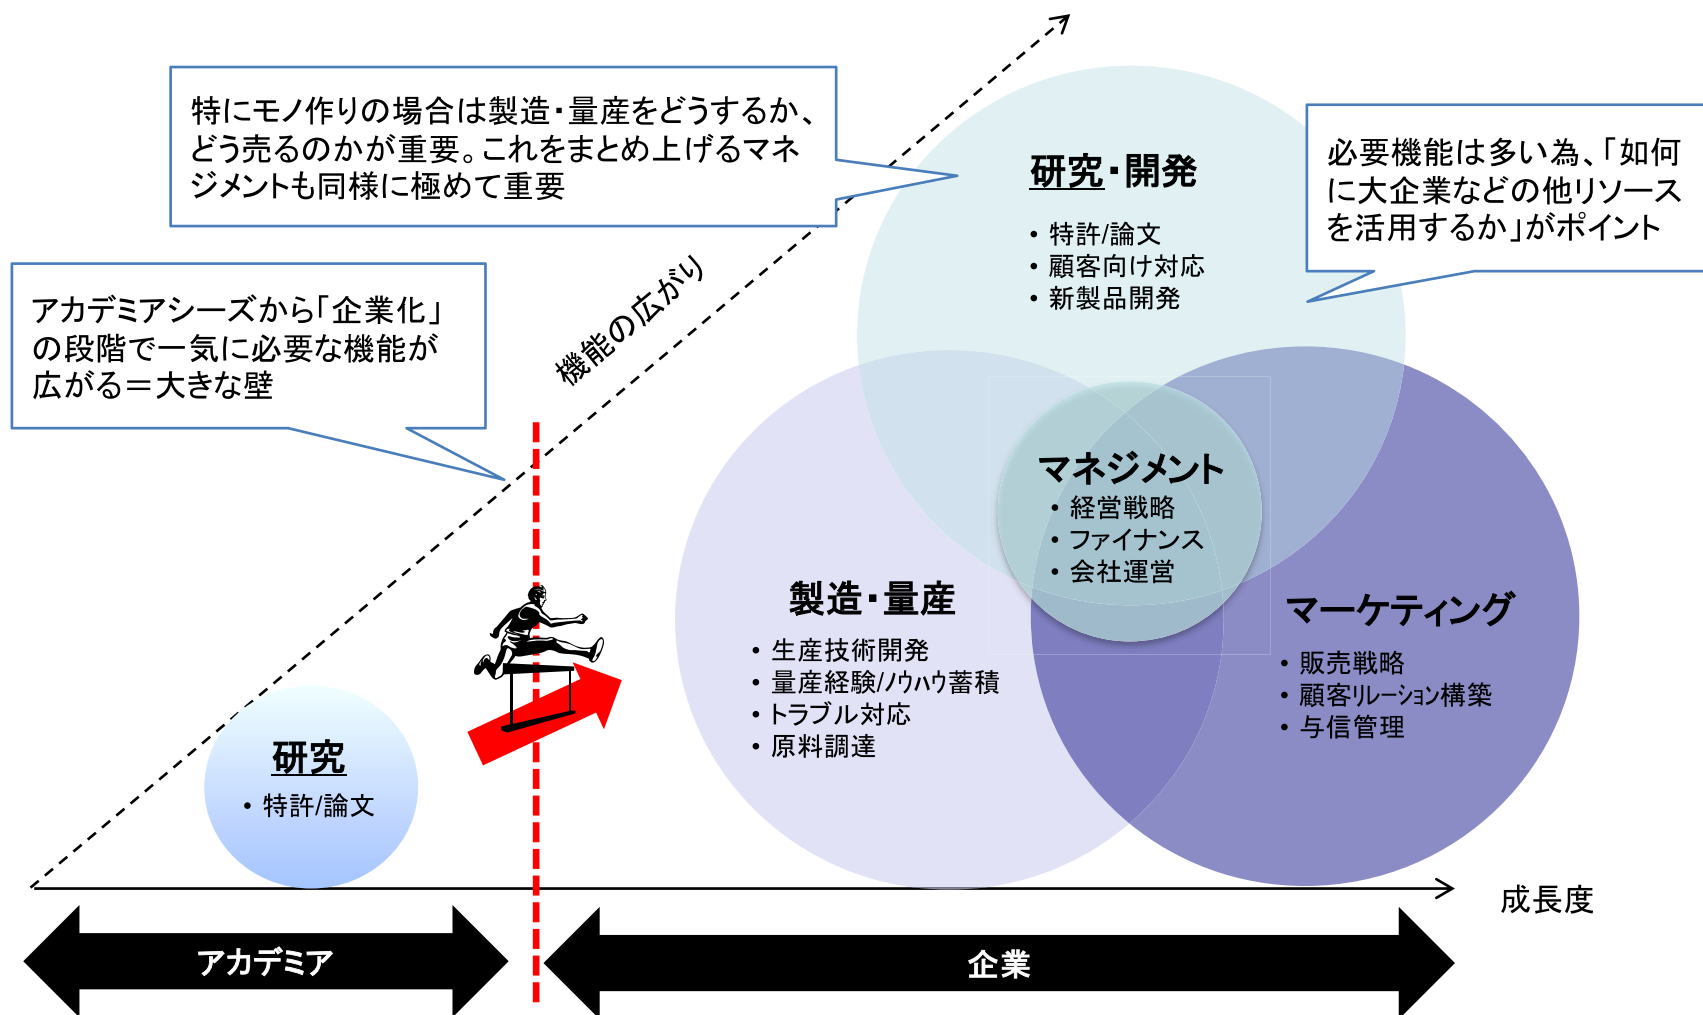 特にモノ作りの場合は製造・量産をどうするか、
どう売るのかが重要。これをまとめ上げるマネ
ジメントも同様に極めて重要
必要機能は多い為、「如何
に大企業などの他リソース
を活用するか」がポイント
アカデミアシーズから「企業化」
の段階で一気に必要な機能が
広がる＝大きな壁
機能の広がり
研究・開発
• 特許/論文
• 顧客向け対応
• 新製品開発
マネジメント
• 経営戦略
• ファイナンス
• 会社運営
製造・量産
• 生産技術開発
• 量産経験/ﾉｳﾊｳ蓄積
• トラブル対応
• 原料調達
マーケティング
• 販売戦略
• 顧客ﾘﾚｰｼｮﾝ構築
• 与信管理
研究
• 特許/論文
成長度
アカデミア
企業